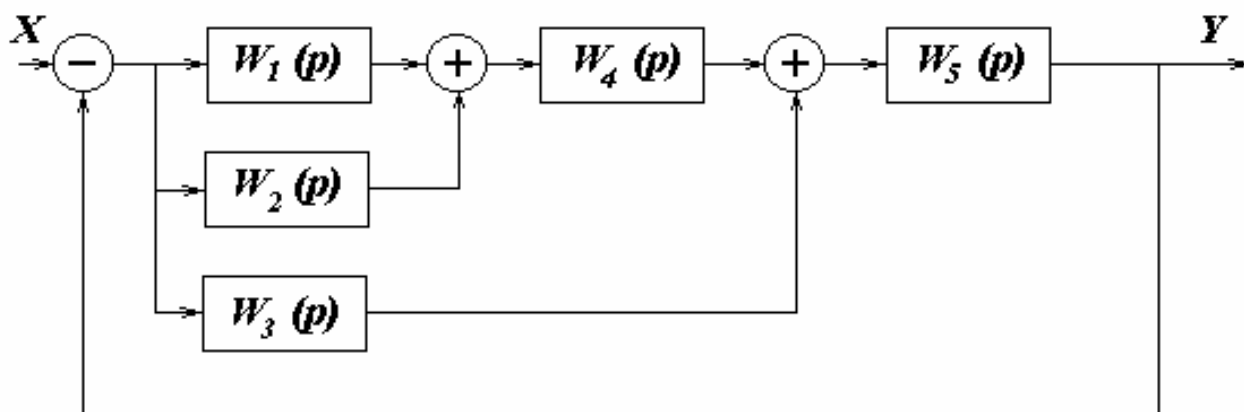 X
Y
−
W₁ (p)
+
W₄ (p)
+
W₅ (p)
W₂ (p)
W₃ (p)